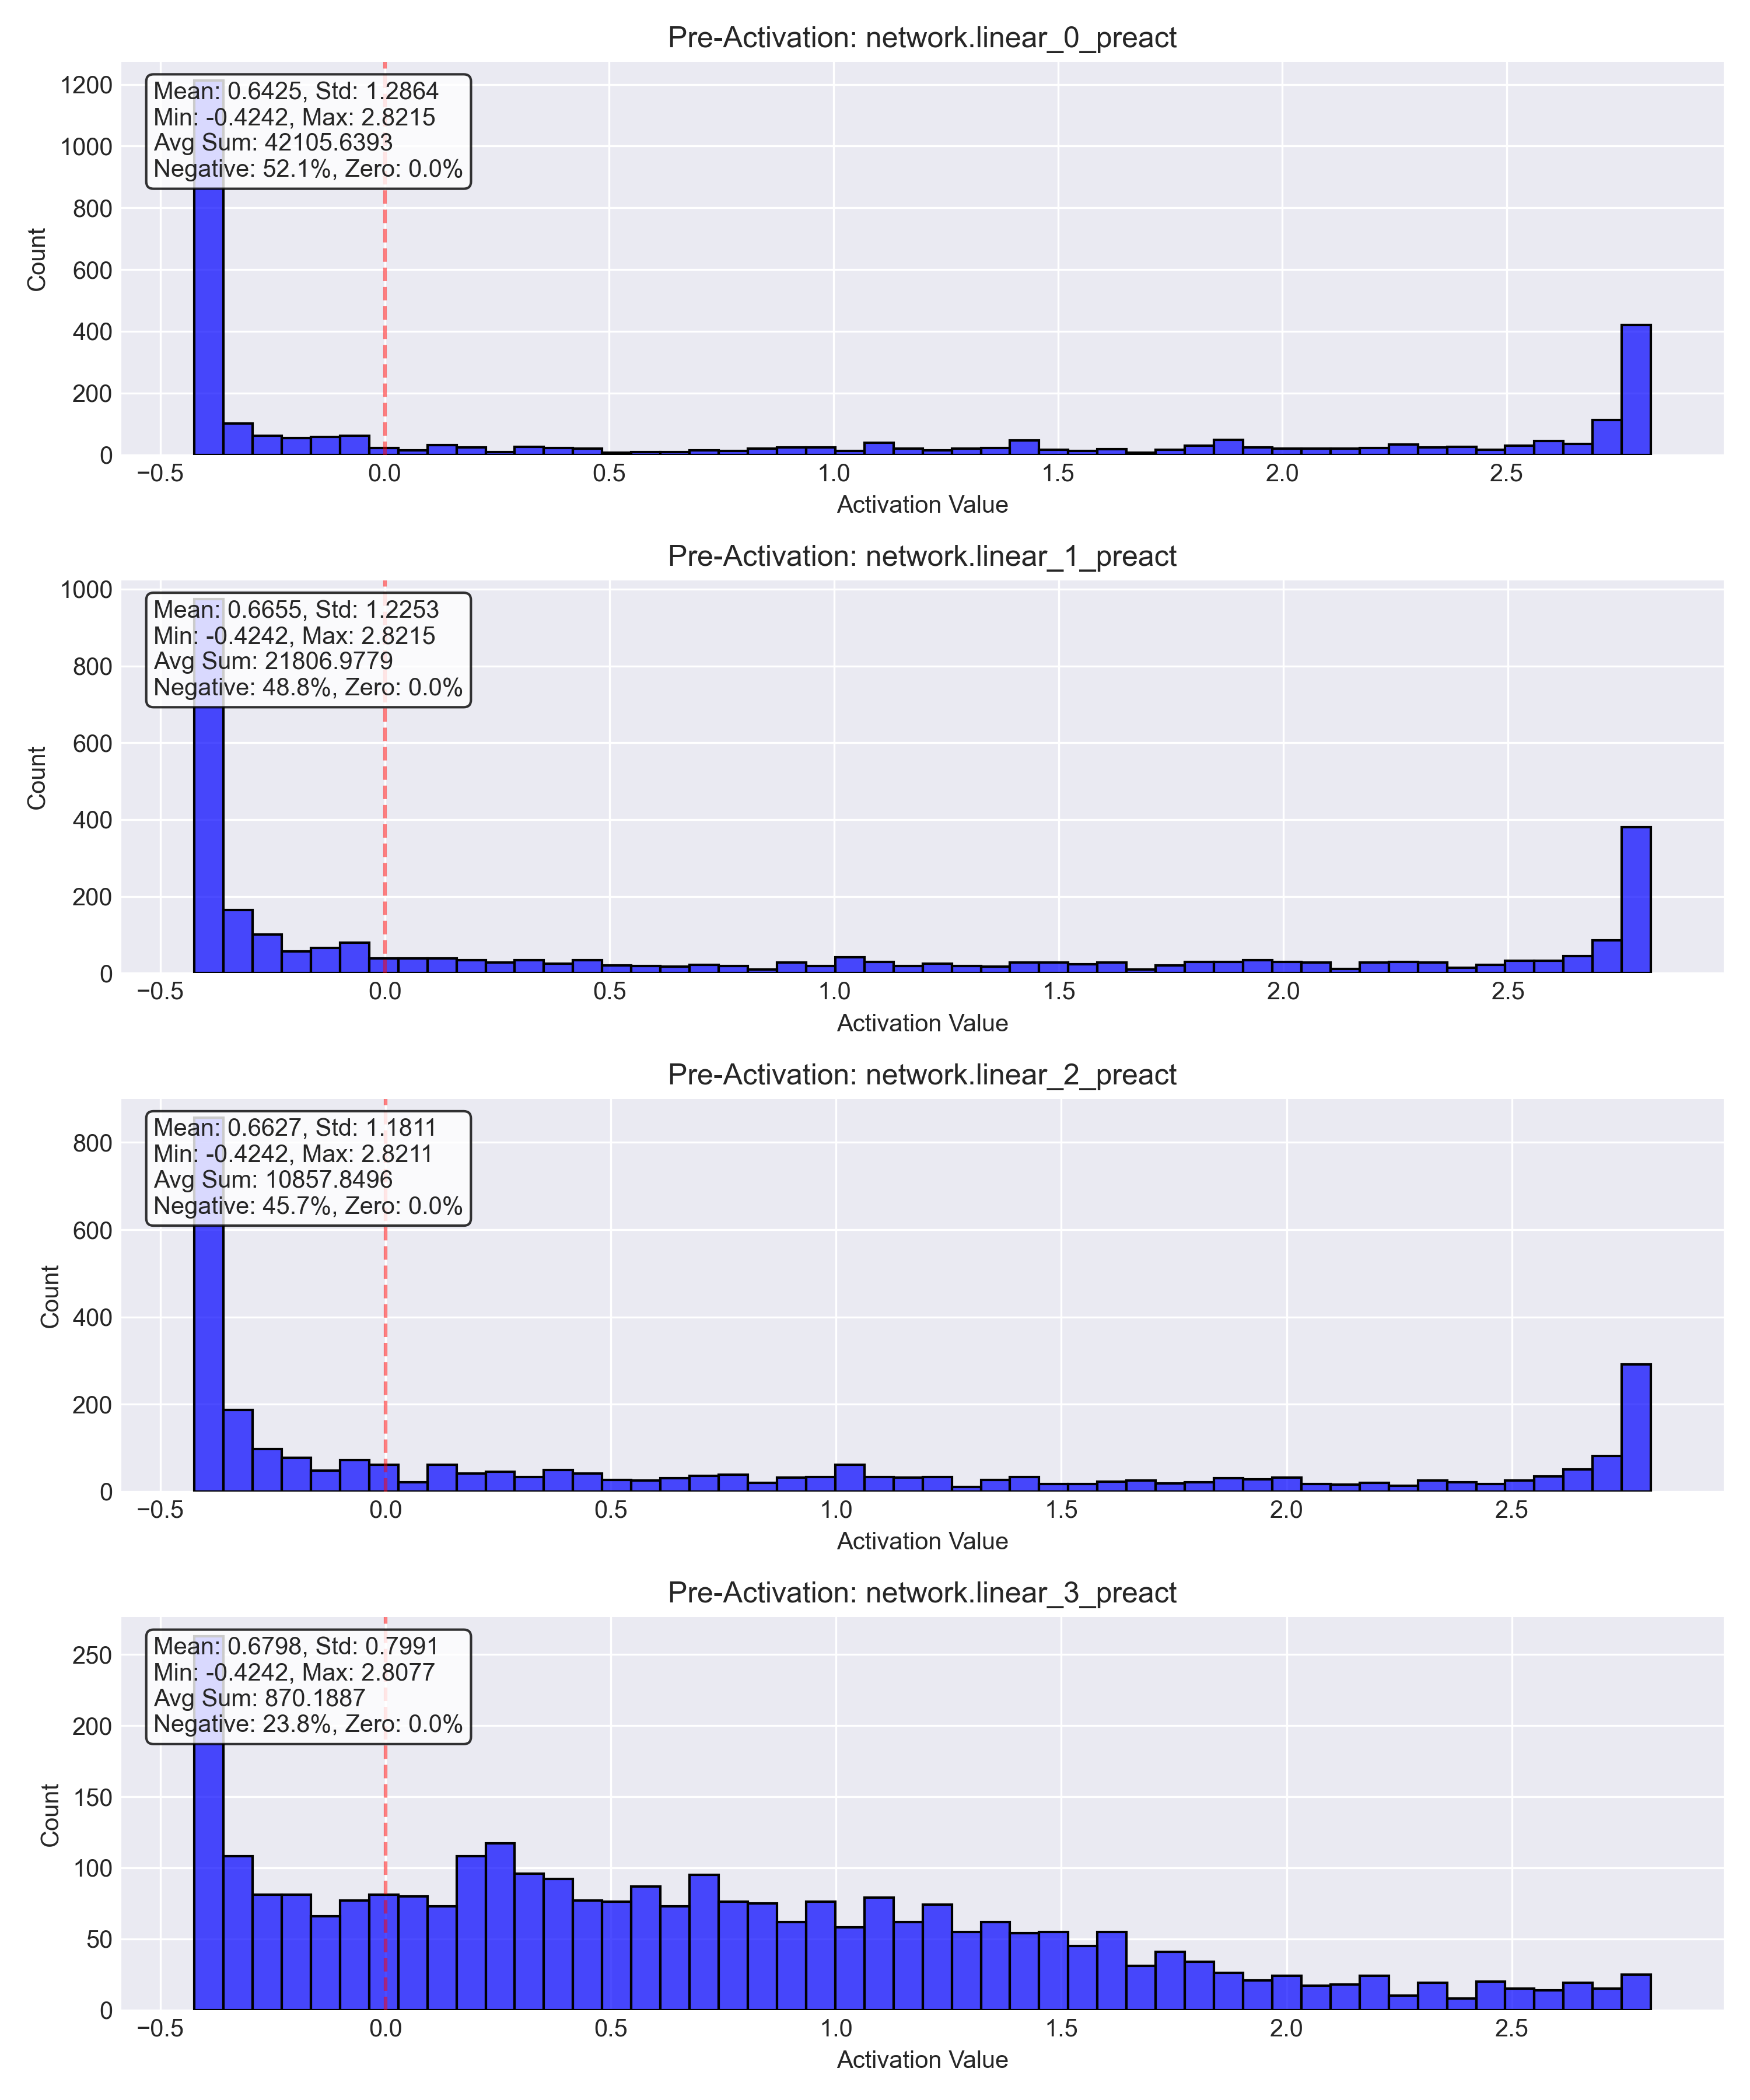 Pre-Activation: network.linear_0_preact
Mean: 0.6425, Std: 1.2864
Min: -0.4242, Max: 2.8215
Avg Sum: 42105.6393
Negative: 52.1%, Zero: 0.0%
1200
1000
800
600
400
200
0
Count
−0.5 0.0 0.5 1.0 1.5 2.0 2.5
Activation Value
Pre-Activation: network.linear_1_preact
Mean: 0.6655, Std: 1.2253
Min: -0.4242, Max: 2.8215
Avg Sum: 21806.9779
Negative: 48.8%, Zero: 0.0%
1000
800
600
400
200
0
Count
−0.5 0.0 0.5 1.0 1.5 2.0 2.5
Activation Value
Pre-Activation: network.linear_2_preact
Mean: 0.6627, Std: 1.1811
Min: -0.4242, Max: 2.8211
Avg Sum: 10857.8496
Negative: 45.7%, Zero: 0.0%
800
600
400
200
0
Count
−0.5 0.0 0.5 1.0 1.5 2.0 2.5
Activation Value
Pre-Activation: network.linear_3_preact
Mean: 0.6798, Std: 0.7991
Min: -0.4242, Max: 2.8077
Avg Sum: 870.1887
Negative: 23.8%, Zero: 0.0%
250
200
150
100
50
0
Count
−0.5 0.0 0.5 1.0 1.5 2.0 2.5
Activation Value